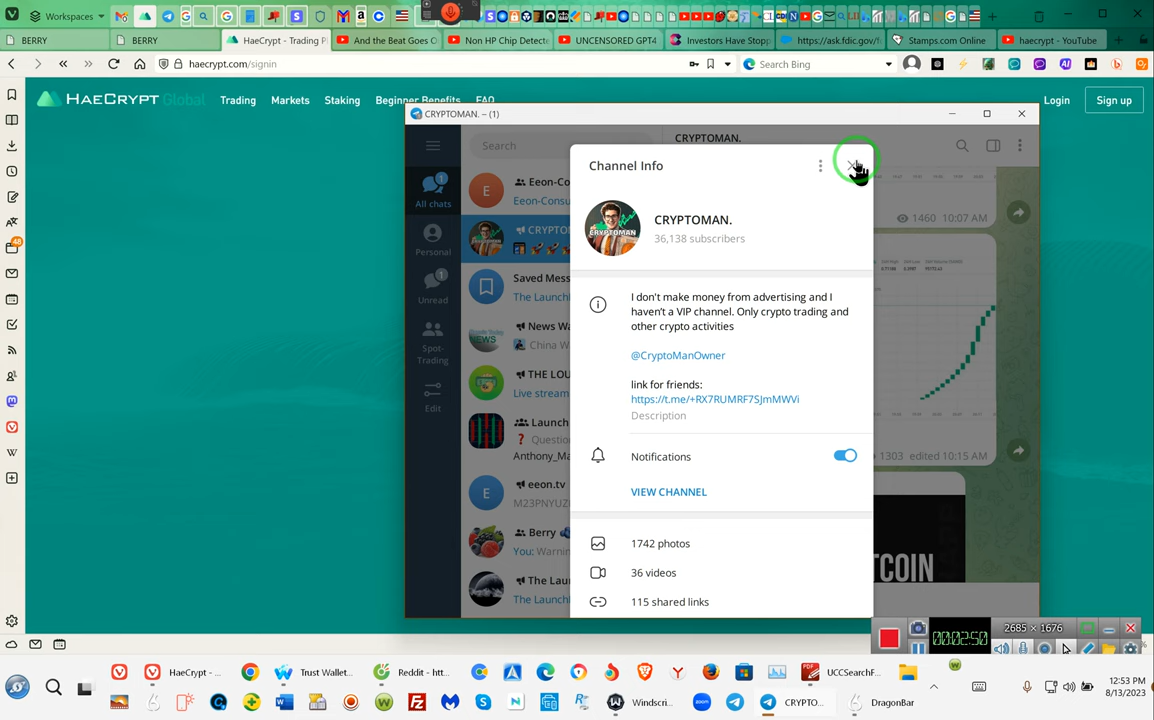 Workspaces
BERRY
BERRY
HaeCrypt - Trading Pl
And the Beat Goes O
Non HP Chip Detecte
UNCENSORED GPT4
Investors Have Stopp
https://ask.fdic.gov/f
Stamps.com Online
haecrypt - YouTube
haecrypt.com/signin
Search Bing
HAECRYPT Global
Trading
Markets
Staking
Beginner Benefits
FAQ
Login
Sign up
CRYPTOMAN. – (1)
Search
CRYPTOMAN.
All chats
Personal
Unread
Spot-
Trading
Edit
Eeon-Co
Eeon-Consu
CRYPTO
Saved Mess
The Launchl
News Wa
China W
THE LOU
Live stream
Launch
Questio
Anthony_Ma
eeon.tv
M23PNYUZ
Berry
You: Warnin
The Laun
The Launchl
Channel Info
CRYPTOMAN.
36,138 subscribers
I don't make money from advertising and I
haven't a VIP channel. Only crypto trading and
other crypto activities
@CryptoManOwner
link for friends:
https://t.me/+RX7RUMRF7SJmMWVi
Description
Notifications
VIEW CHANNEL
1742 photos
36 videos
115 shared links
1460 10:07 AM
1303 edited 10:15 AM
TCOIN
00:02:50
2685 × 1676
HaeCrypt - ...
Trust Wallet...
Reddit - htt...
UCCSearchF...
Windscri...
CRYPTO...
DragonBar
12:53 PM
8/13/2023